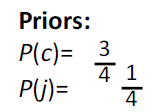 Priors:
P(c)= 3/4
P(j)= 1/4